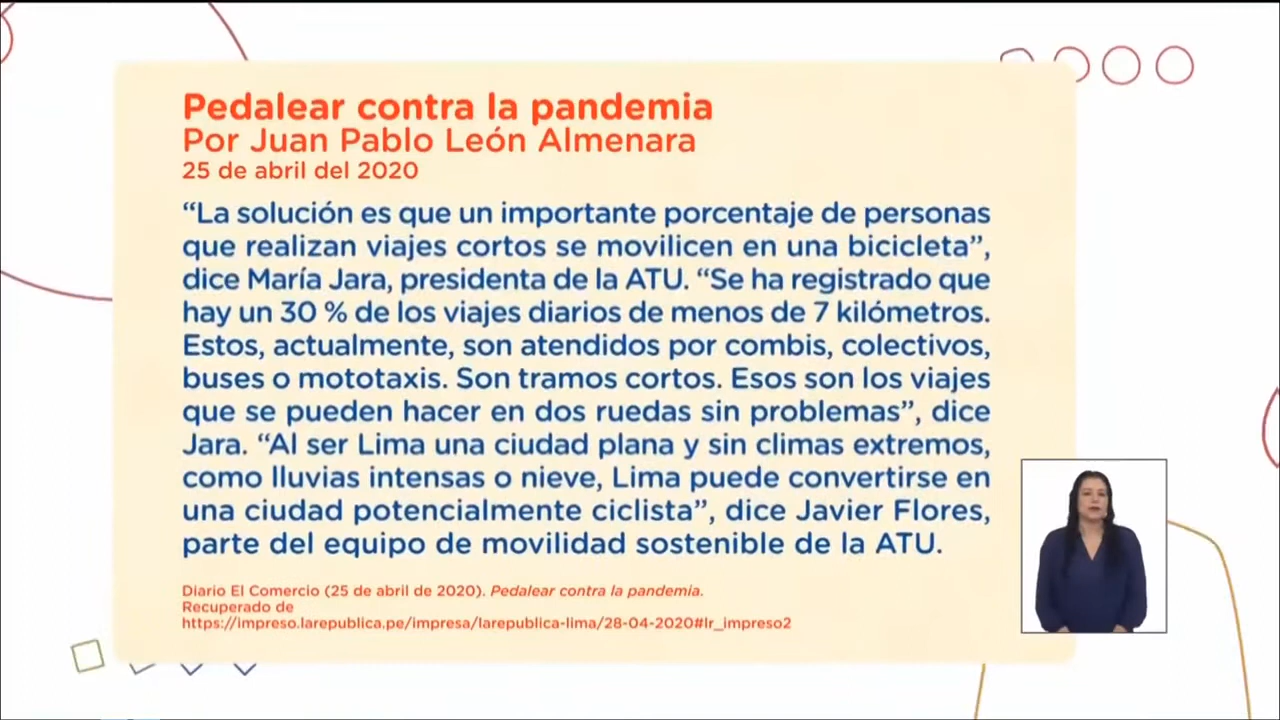 Pedalear contra la pandemia
Por Juan Pablo León Almenara
25 de abril del 2020
“La solución es que un importante porcentaje de personas
que realizan viajes cortos se movilicen en una bicicleta”,
dice María Jara, presidenta de la ATU. “Se ha registrado que
hay un 30 % de los viajes diarios de menos de 7 kilómetros.
Estos, actualmente, son atendidos por combis, colectivos,
buses o mototaxis. Son tramos cortos. Esos son los viajes
que se pueden hacer en dos ruedas sin problemas”, dice
Jara. “Al ser Lima una ciudad plana y sin climas extremos,
como lluvias intensas o nieve, Lima puede convertirse en
una ciudad potencialmente ciclista”, dice Javier Flores,
parte del equipo de movilidad sostenible de la ATU.
Diario El Comercio (25 de abril de 2020). Pedalear contra la pandemia.
Recuperado de
https://impreso.larepublica.pe/impresa/larepublica-lima/28-04-2020#lr_impreso2